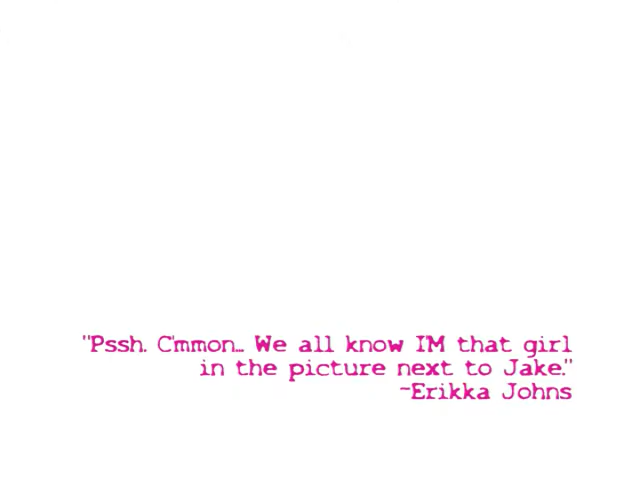 "Pssh. C'mmon... We all know I'M that girl
in the picture next to Jake."
~Erikka Johns